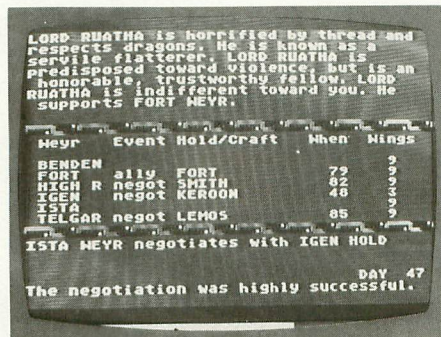 LORD RUATHA is horrified by thread and
respects dragons. He is known as a
servile flatterer. LORD RUATHA is
predisposed toward violence, but is an
honorable, trustworthy fellow. LORD
RUATHA is indifferent toward you. He
supports FORT WEYR.
Weyr Event Hold/Craft When Wings
BENDEN 9
FORT ally FORT 79 9
HIGH R negot SMITH 82 9
IGEN negot KEROON 48 3
ISTA 9
TELGAR negot LEMOS 85 9
ISTA WEYR negotiates with IGEN HOLD
DAY 47
The negotiation was highly successful.